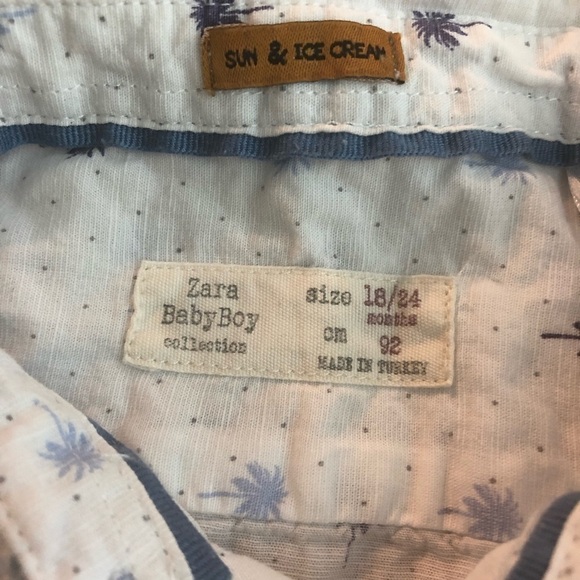 SUN & ICE CREAM
Zara
BabyBoy
collection
size 18/24
months
cm 92
MADE IN TURKEY